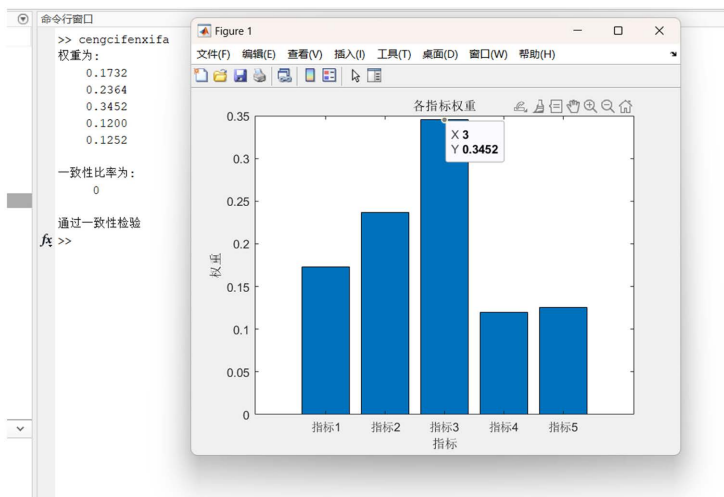 命令行窗口
>> cengcifenxifa
权重为:
0.1732
0.2364
0.3452
0.1200
0.1252
一致性比率为:
0
通过一致性检验
fx >>
Figure 1
文件(F) 编辑(E) 查看(V) 插入(I) 工具(T) 桌面(D) 窗口(W) 帮助(H)
各指标权重
X 3
Y 0.3452
权重
0.35
0.3
0.25
0.2
0.15
0.1
0.05
0
指标1 指标2 指标3 指标4 指标5
指标